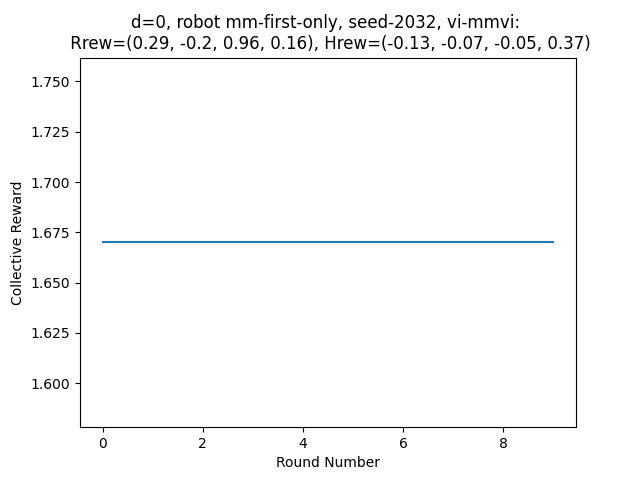 d=0, robot mm-first-only, seed-2032, vi-mmvi:
Rrew=(0.29, -0.2, 0.96, 0.16), Hrew=(-0.13, -0.07, -0.05, 0.37)
1.750
1.725
1.700
1.675
1.650
1.625
1.600
Collective Reward
0 2 4 6 8
Round Number